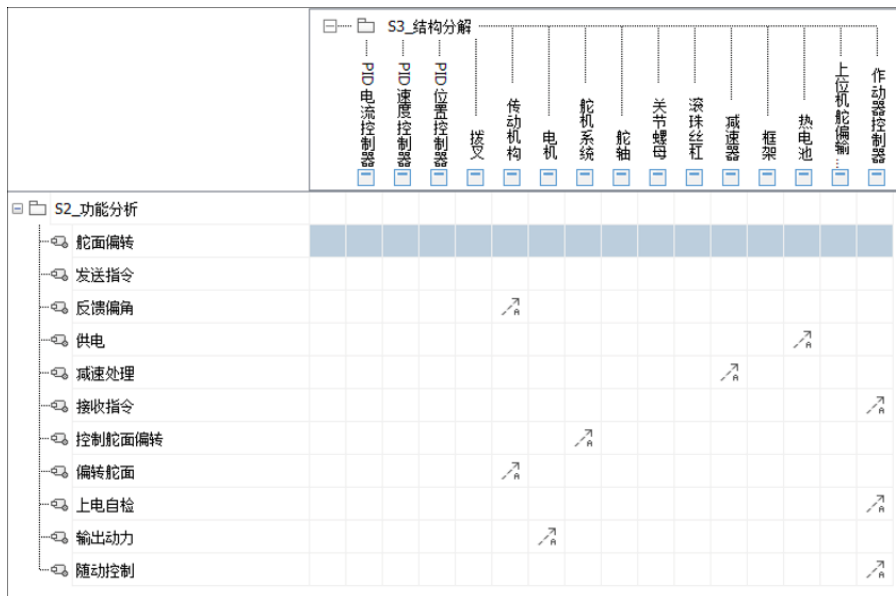 S3_结构分解
PID电流控制器
PID速度控制器
PID位置控制器
拨叉
传动机构
电机
舵机系统
舵轴
关节螺母
滚珠丝杠
减速器
框架
热电池
上位机舵偏输...
作动器控制器
S2_功能分析
舵面偏转
发送指令
反馈偏角
供电
减速处理
接收指令
控制舵面偏转
偏转舵面
上电自检
输出动力
随动控制